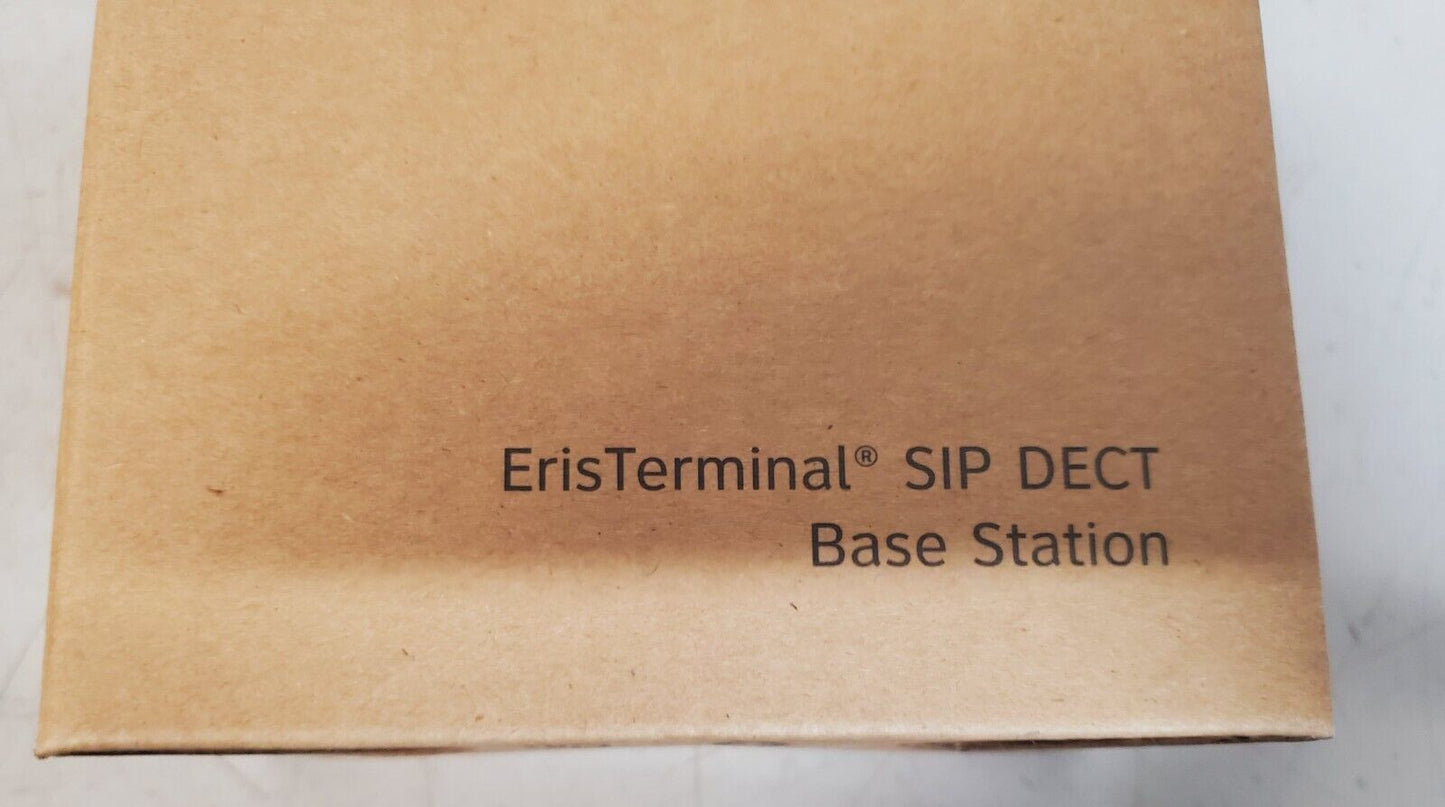 ErisTerminal® SIP DECT
Base Station